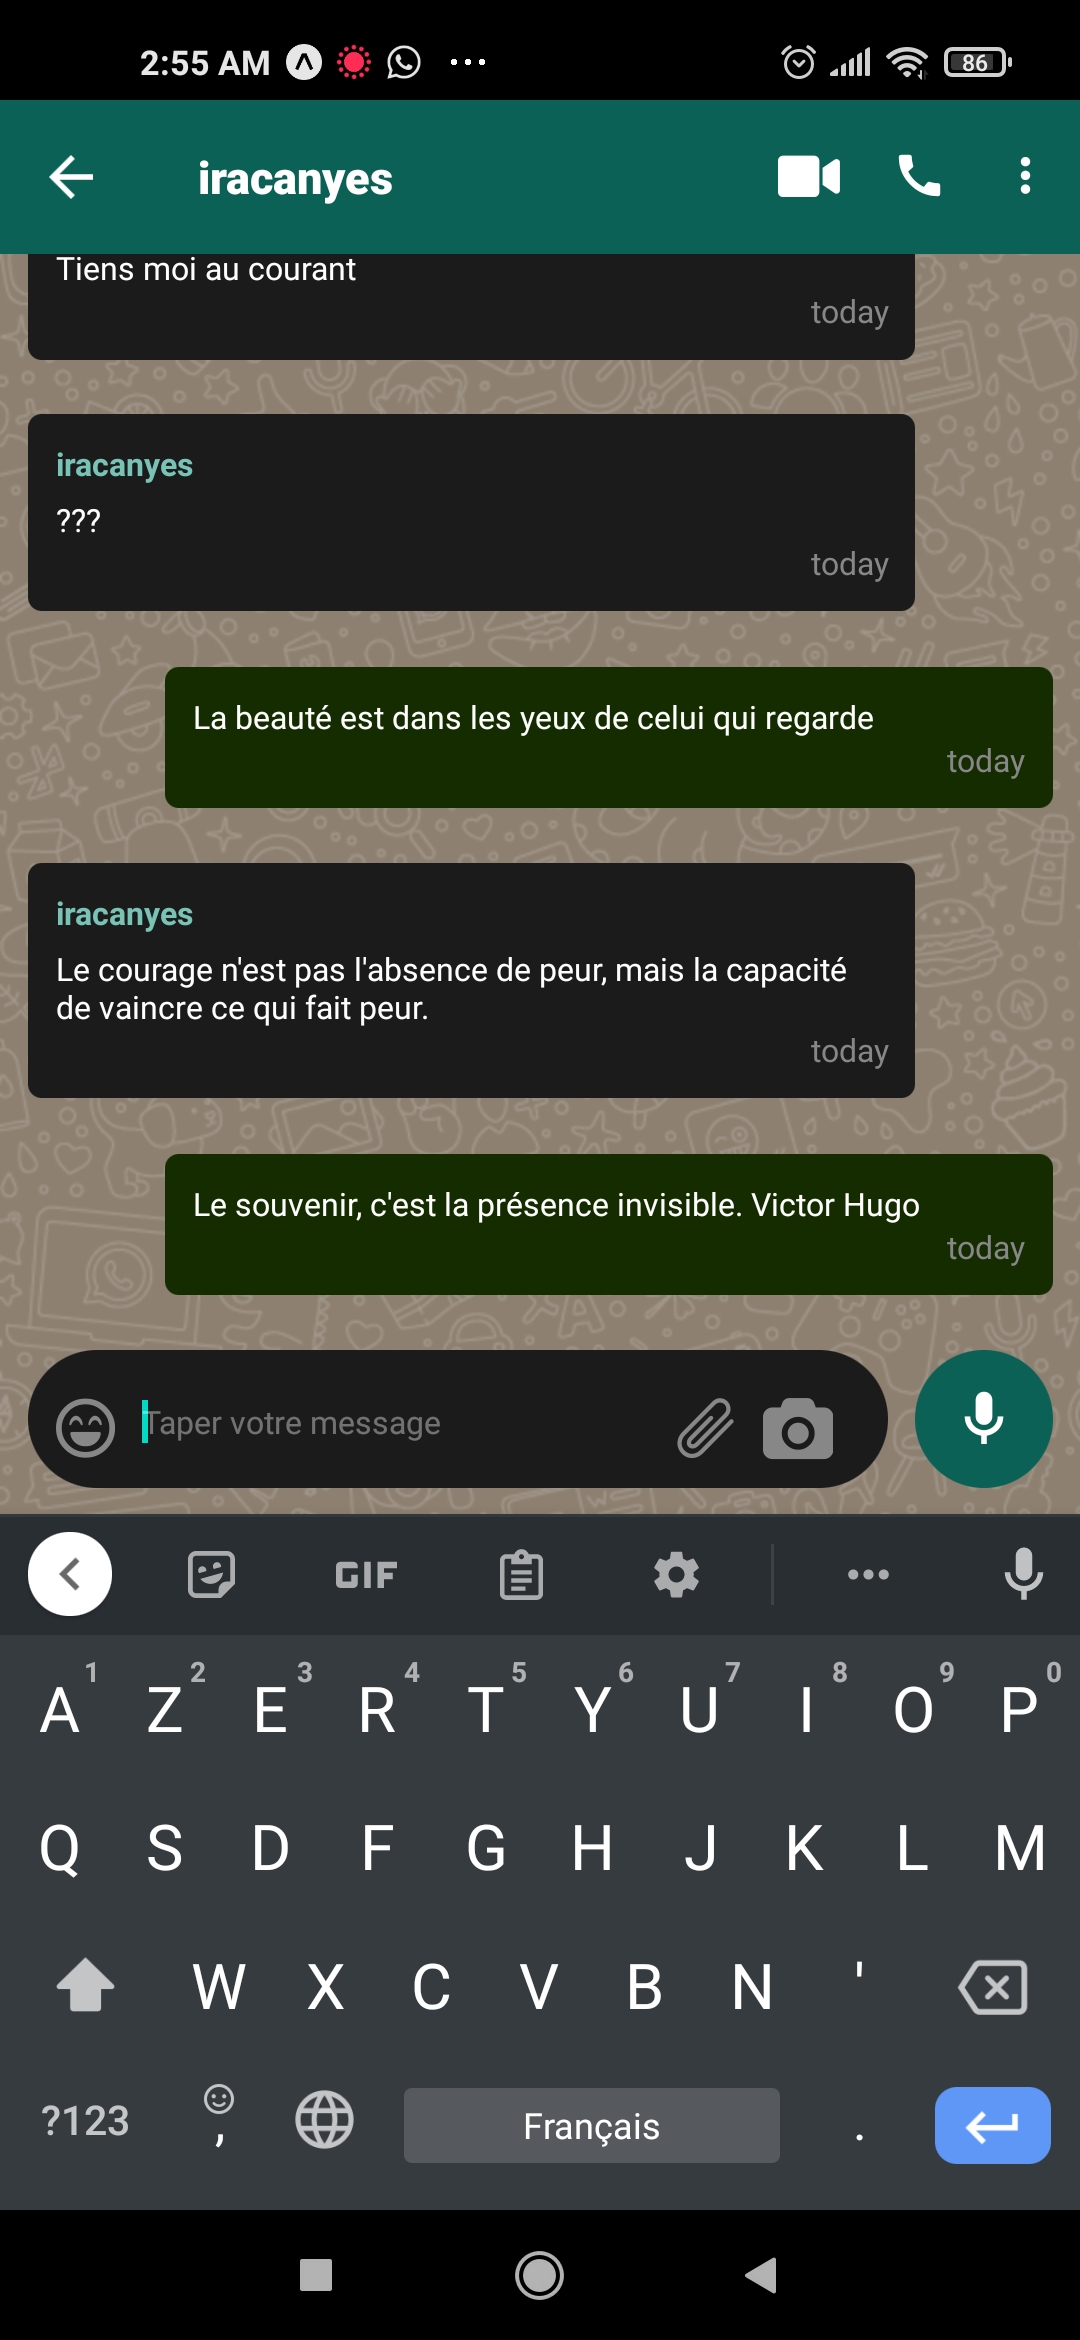 2:55 AM
86
iracanyes
Tiens moi au courant
today
iracanyes
???
today
La beauté est dans les yeux de celui qui regarde
today
iracanyes
Le courage n'est pas l'absence de peur, mais la capacité
de vaincre ce qui fait peur.
today
Le souvenir, c'est la présence invisible. Victor Hugo
today
Taper votre message
GIF
1 2 3 4 5 6 7 8 9 0
A Z E R T Y U I O P
Q S D F G H J K L M
W X C V B N '
?123 , Français .